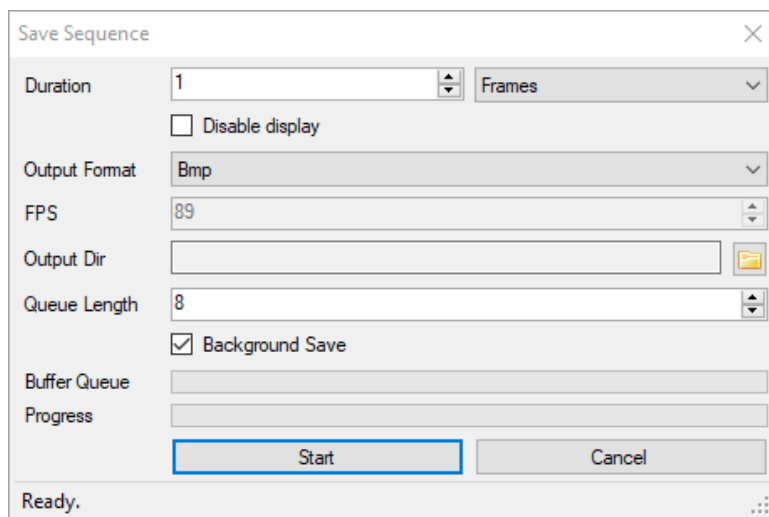 Save Sequence
Duration 1 Frames
Disable display
Output Format Bmp
FPS 89
Output Dir
Queue Length 8
Background Save
Buffer Queue
Progress
Start Cancel
Ready.